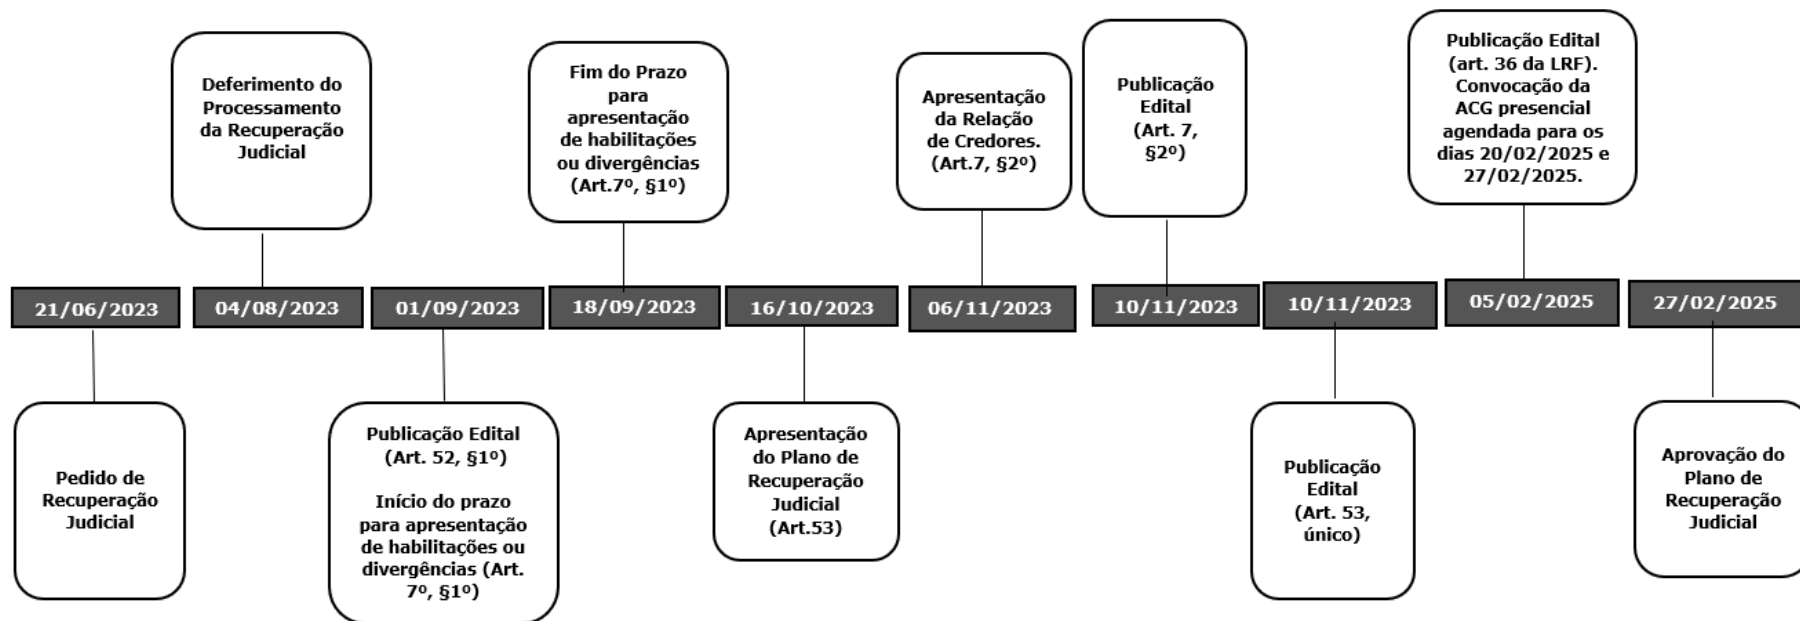 Deferimento do
Processamento
da Recuperação
Judicial
Fim do Prazo
para
apresentação
de habilitações
ou divergências
(Art.7º, §1º)
Apresentação
da Relação
de Credores.
(Art.7, §2º)
Publicação
Edital
(Art. 7,
§2º)
Publicação Edital
(art. 36 da LRF).
Convocação da
ACG presencial
agendada para os
dias 20/02/2025 e
27/02/2025.
21/06/2023
04/08/2023
01/09/2023
18/09/2023
16/10/2023
06/11/2023
10/11/2023
10/11/2023
05/02/2025
27/02/2025
Pedido de
Recuperação
Judicial
Publicação Edital
(Art. 52, §1º)
Início do prazo
para apresentação
de habilitações ou
divergências (Art.
7º, §1º)
Apresentação
do Plano de
Recuperação
Judicial
(Art.53)
Publicação
Edital
(Art. 53,
único)
Aprovação do
Plano de
Recuperação
Judicial